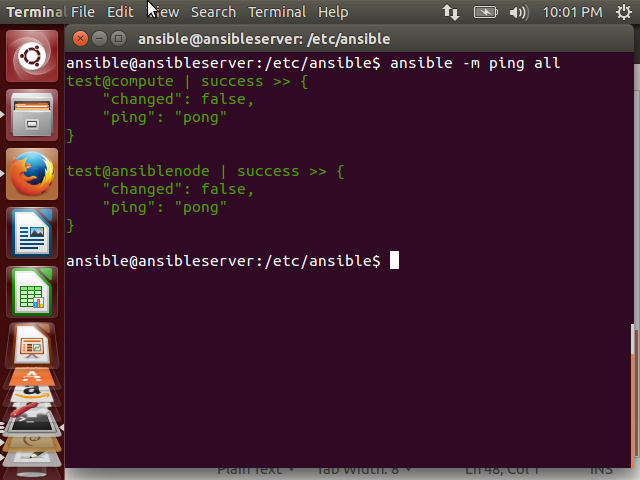 Terminal File Edit View Search Terminal Help 10:01 PM
ansible@ansibleserver: /etc/ansible
ansible@ansibleserver:/etc/ansible$ ansible -m ping all
test@compute | success >> {
"changed": false,
"ping": "pong"
}
test@ansiblenode | success >> {
"changed": false,
"ping": "pong"
}
ansible@ansibleserver:/etc/ansible$
Plain Text Tab Width: 8 Ln 48, Col 1 INS